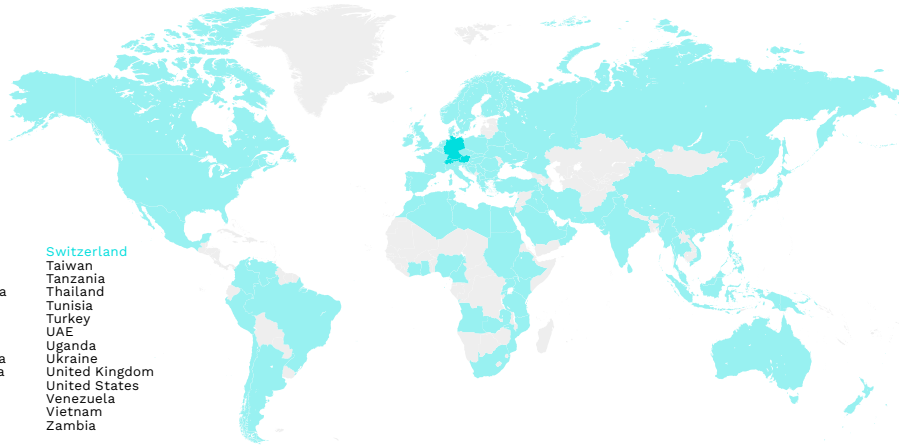 Switzerland
Taiwan
Tanzania
a
Thailand
Tunisia
Turkey
UAE
Uganda
a
Ukraine
a
United Kingdom
United States
Venezuela
Vietnam
Zambia